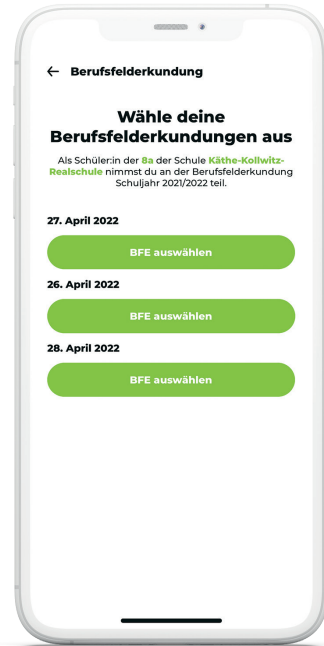 ← Berufsfelderkundung
Wähle deine
Berufsfelderkundungen aus
Als Schüler:in der 8a der Schule Käthe-Kollwitz-
Realschule nimmst du an der Berufsfelderkundung
Schuljahr 2021/2022 teil.
27. April 2022
BFE auswählen
26. April 2022
BFE auswählen
28. April 2022
BFE auswählen